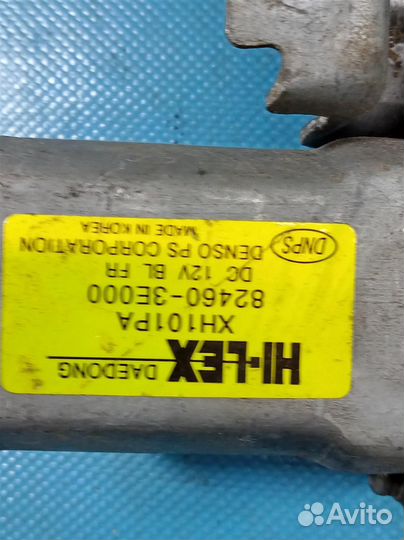 HI-LEX DAEDONG
XH101PA
82460-3E000
DC 12V BL FR
DENSO PS CORPORATION
MADE IN KOREA
DNPS
Avito